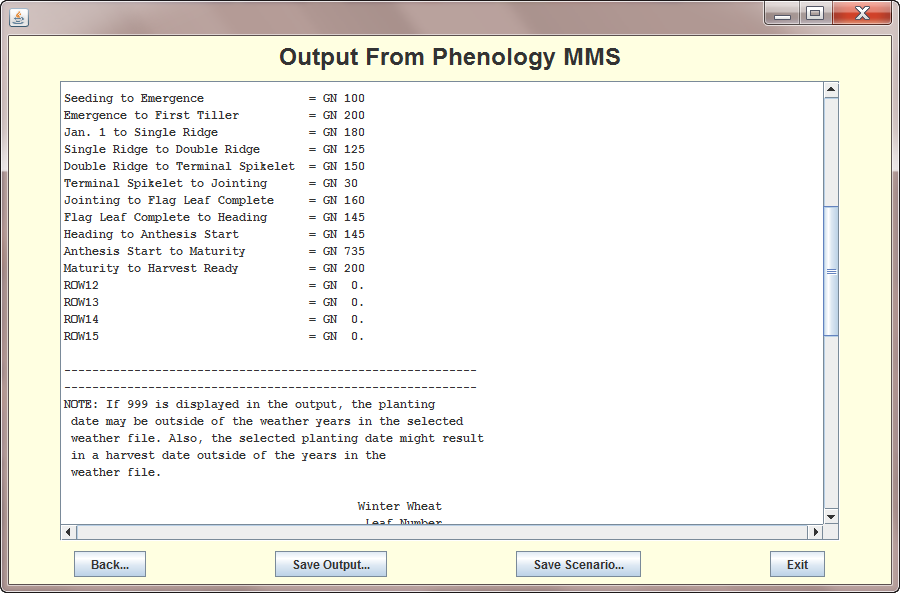 Output From Phenology MMS
Seeding to Emergence = GN 100
Emergence to First Tiller = GN 200
Jan. 1 to Single Ridge = GN 180
Single Ridge to Double Ridge = GN 125
Double Ridge to Terminal Spikelet = GN 150
Terminal Spikelet to Jointing = GN 30
Jointing to Flag Leaf Complete = GN 160
Flag Leaf Complete to Heading = GN 145
Heading to Anthesis Start = GN 145
Anthesis Start to Maturity = GN 735
Maturity to Harvest Ready = GN 200
ROW12 = GN 0.
ROW13 = GN 0.
ROW14 = GN 0.
ROW15 = GN 0.
-----------------------------------------------------------
-----------------------------------------------------------
NOTE: If 999 is displayed in the output, the planting
date may be outside of the weather years in the selected
weather file. Also, the selected planting date might result
in a harvest date outside of the years in the
weather file.
Winter Wheat
Leaf Number
Back... Save Output... Save Scenario... Exit